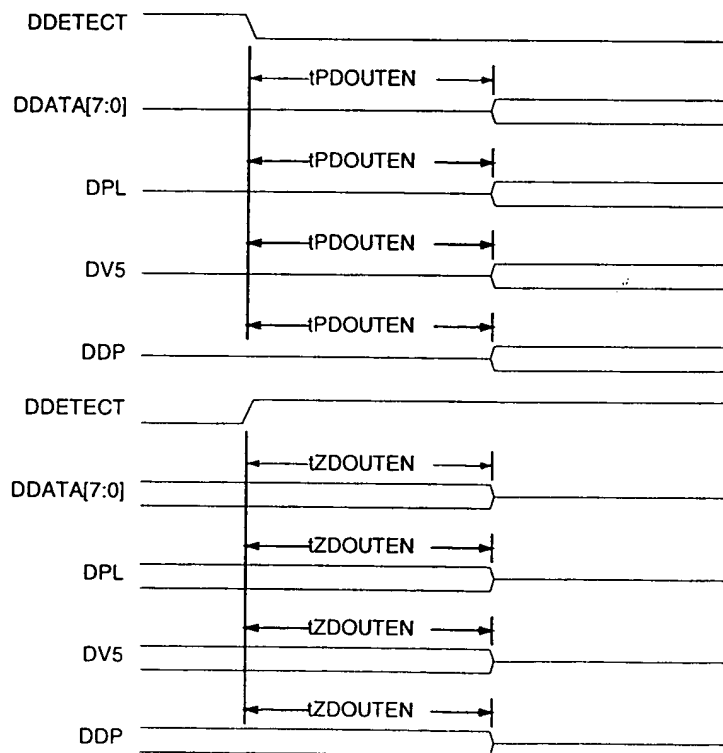 DDETECT
tPDOUTEN
DDATA[7:0]
tPDOUTEN
DPL
tPDOUTEN
DV5
tPDOUTEN
DDP
DDETECT
tZDOUTEN
DDATA[7:0]
tZDOUTEN
DPL
tZDOUTEN
DV5
tZDOUTEN
DDP